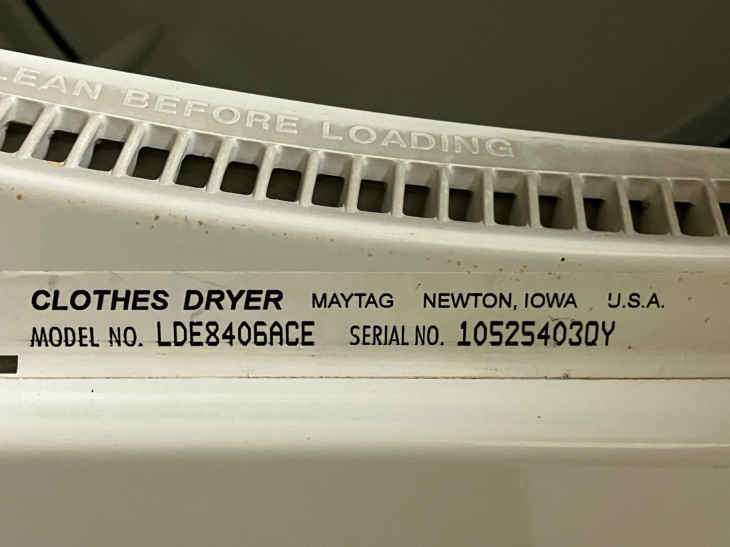 LEAN BEFORE LOADING
CLOTHES DRYER MAYTAG NEWTON, IOWA U.S.A.
MODEL NO. LDE8406ACE SERIAL NO. 10525403QY